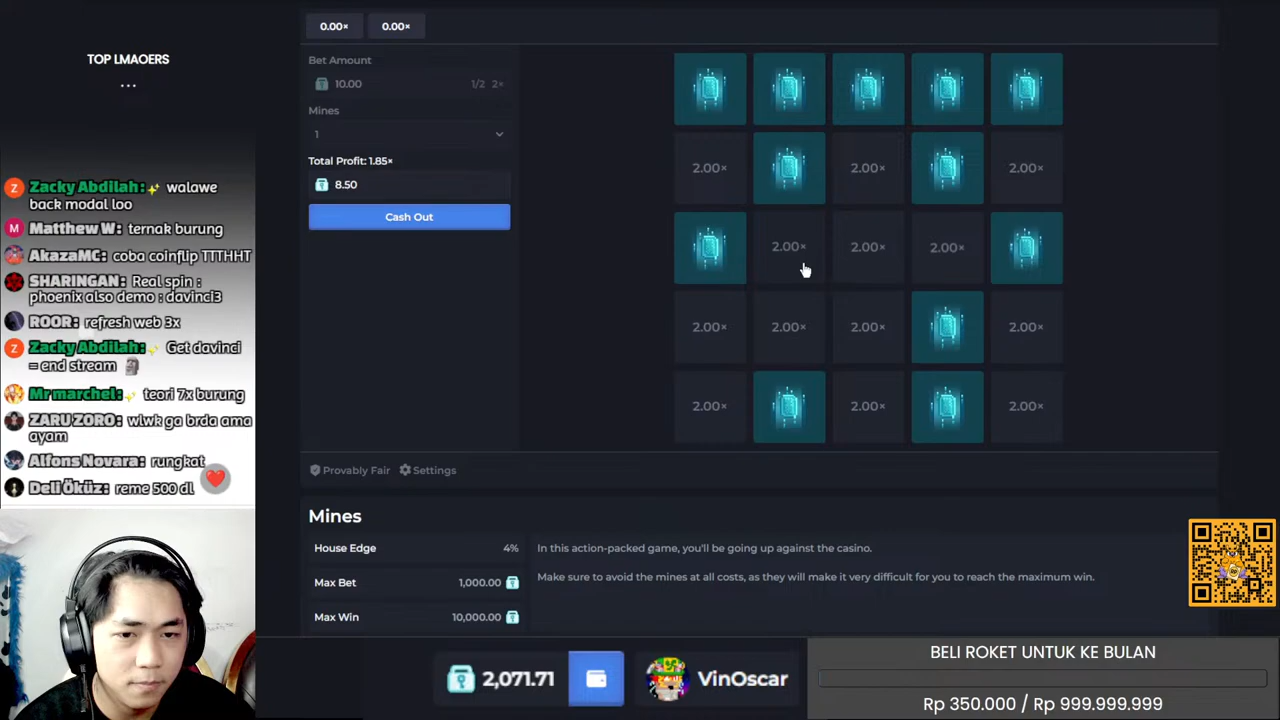 TOP LMAOERS
...
Zacky Abdilah:✨ walawe
back modal loo
Matthew W: ternak burung
AkazaMC: coba coinflip TTTHHT
SHARINGAN: Real spin :
phoenix also demo : davinci3
ROOR: refresh web 3x
Zacky Abdilah:✨ Get davinci
= end stream 🗿
Mr marchel:✨ teori 7x burung
ZARU ZORO: wlwk ga brda ama
ayam
Alfons Novara: rungkat
Deli Öküz: reme 500 dl
0.00× 0.00×
Bet Amount
10.00 1/2 2×
Mines
1
Total Profit: 1.85×
8.50
Cash Out
2.00× 2.00× 2.00×
2.00× 2.00× 2.00×
2.00× 2.00× 2.00× 2.00×
2.00× 2.00× 2.00×
Provably Fair Settings
Mines
House Edge 4%
Max Bet 1,000.00
Max Win 10,000.00
In this action-packed game, you'll be going up against the casino.
Make sure to avoid the mines at all costs, as they will make it very difficult for you to reach the maximum win.
2,071.71
VinOscar
BELI ROKET UNTUK KE BULAN
Rp 350.000 / Rp 999.999.999